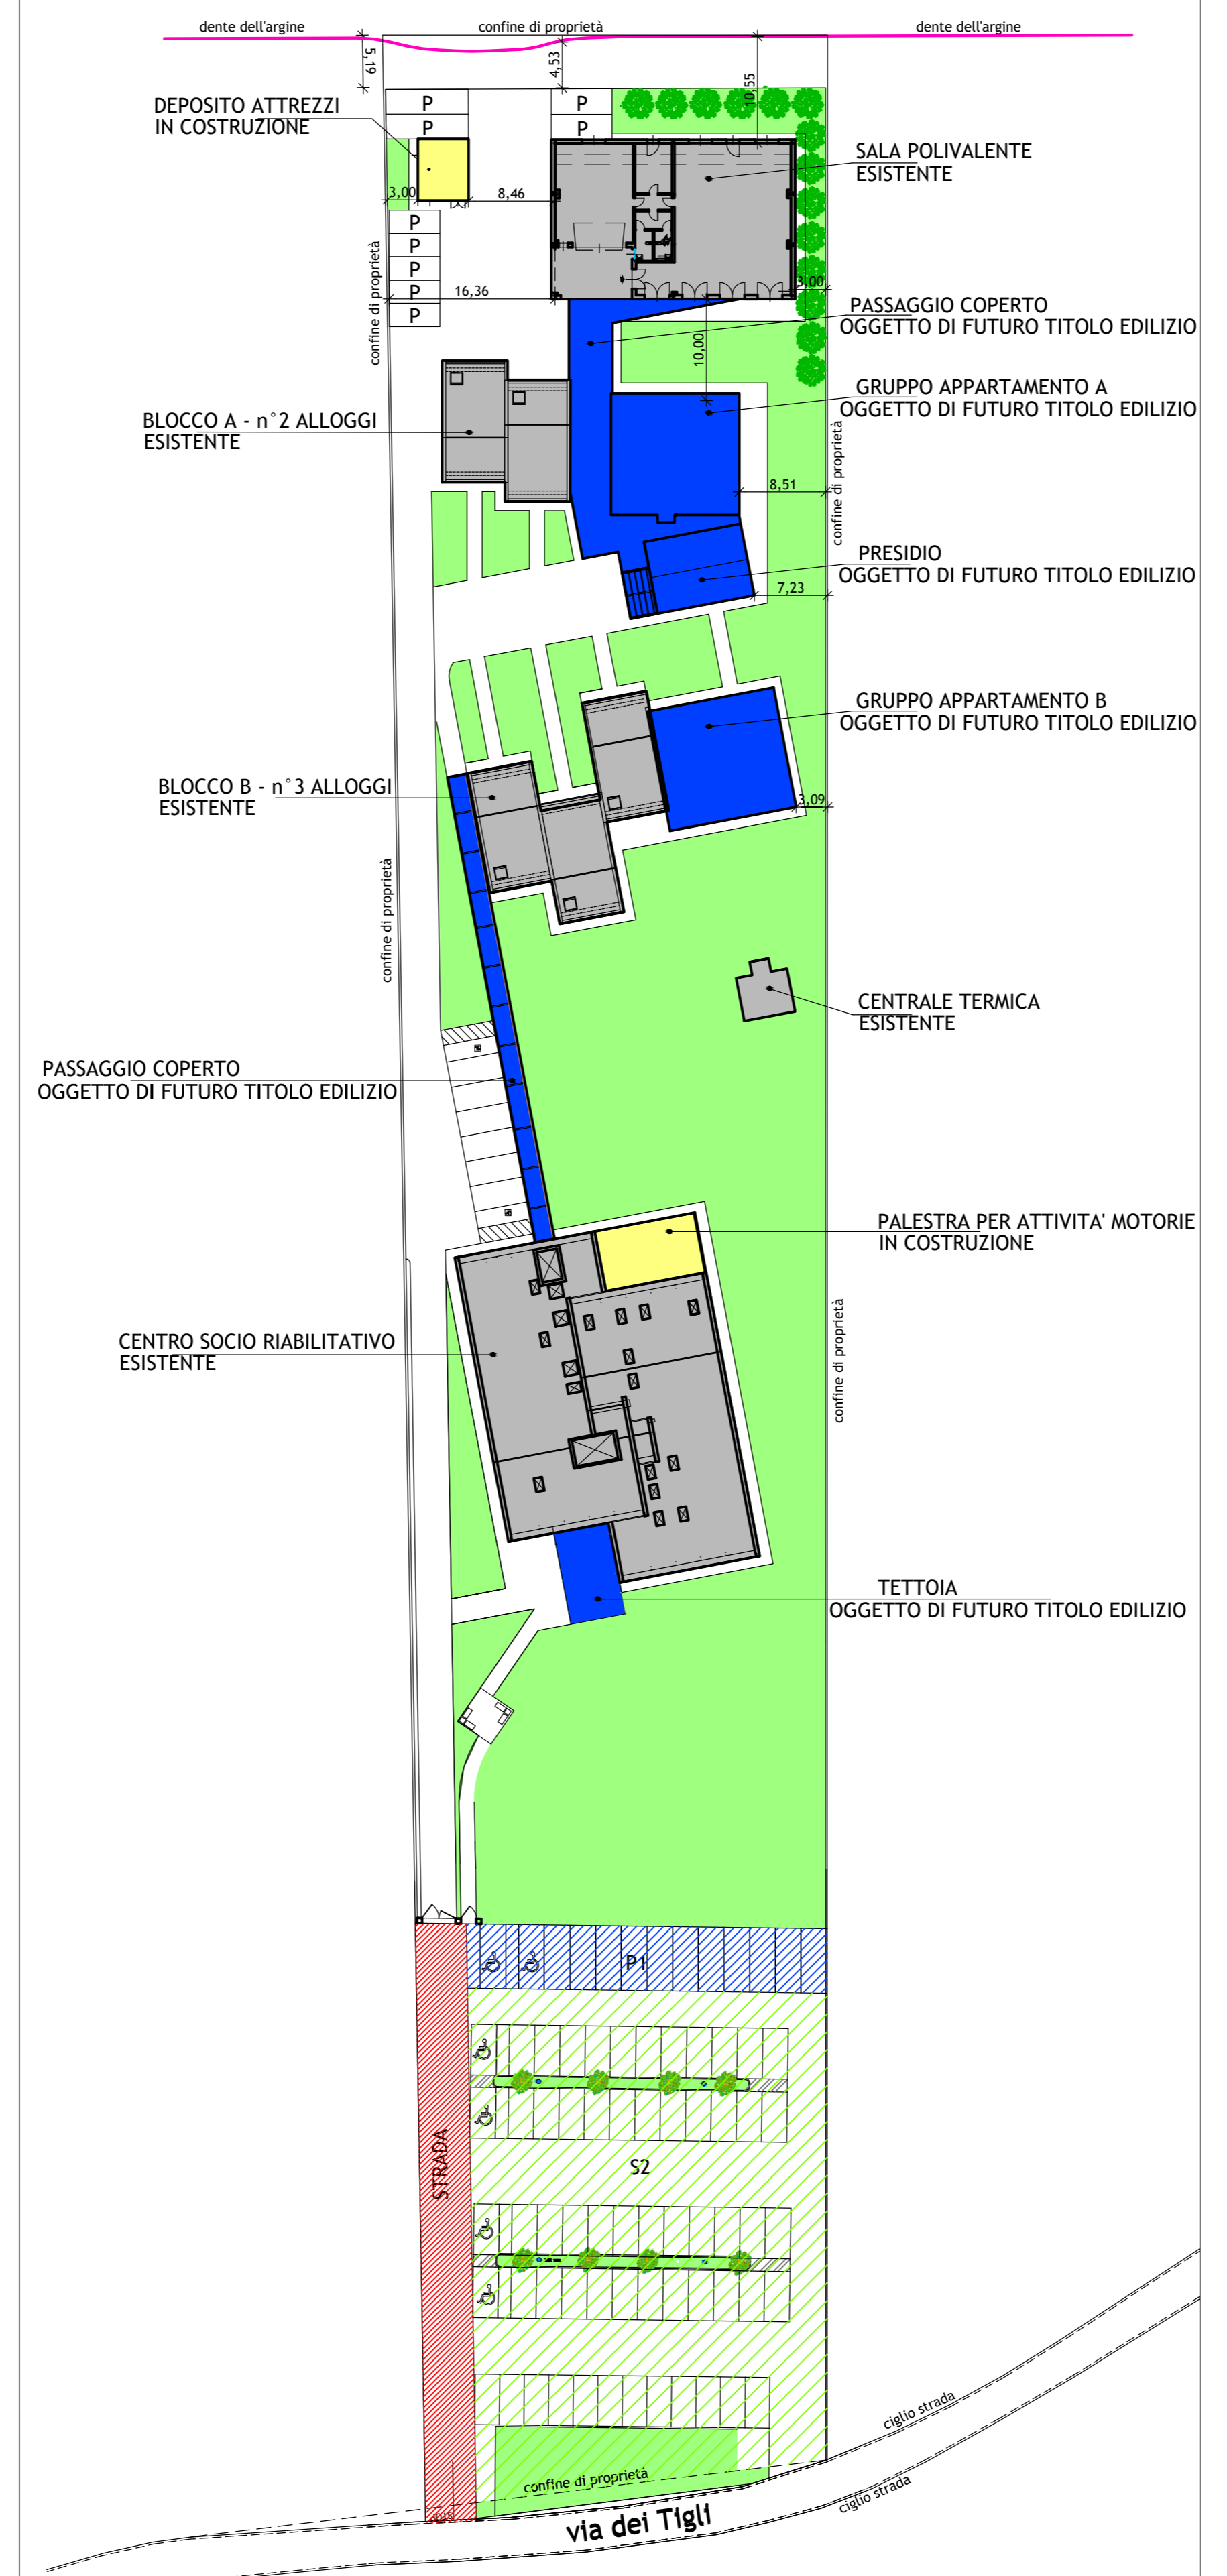 dente dell'argine
confine di proprietà
dente dell'argine
5,19
4,53
10,55
DEPOSITO ATTREZZI
IN COSTRUZIONE
P
P
P
P
SALA POLIVALENTE
ESISTENTE
3,00
8,46
P
P
P
P
P
confine di proprietà
16,36
3,00
PASSAGGIO COPERTO
OGGETTO DI FUTURO TITOLO EDILIZIO
10,00
GRUPPO APPARTAMENTO A
OGGETTO DI FUTURO TITOLO EDILIZIO
BLOCCO A - n°2 ALLOGGI
ESISTENTE
confine di proprietà
8,51
PRESIDIO
OGGETTO DI FUTURO TITOLO EDILIZIO
7,23
GRUPPO APPARTAMENTO B
OGGETTO DI FUTURO TITOLO EDILIZIO
BLOCCO B - n°3 ALLOGGI
ESISTENTE
3,09
confine di proprietà
CENTRALE TERMICA
ESISTENTE
PASSAGGIO COPERTO
OGGETTO DI FUTURO TITOLO EDILIZIO
PALESTRA PER ATTIVITA' MOTORIE
IN COSTRUZIONE
CENTRO SOCIO RIABILITATIVO
ESISTENTE
confine di proprietà
TETTOIA
OGGETTO DI FUTURO TITOLO EDILIZIO
P1
STRADA
S2
ciglio strada
confine di proprietà
ciglio strada
via dei Tigli